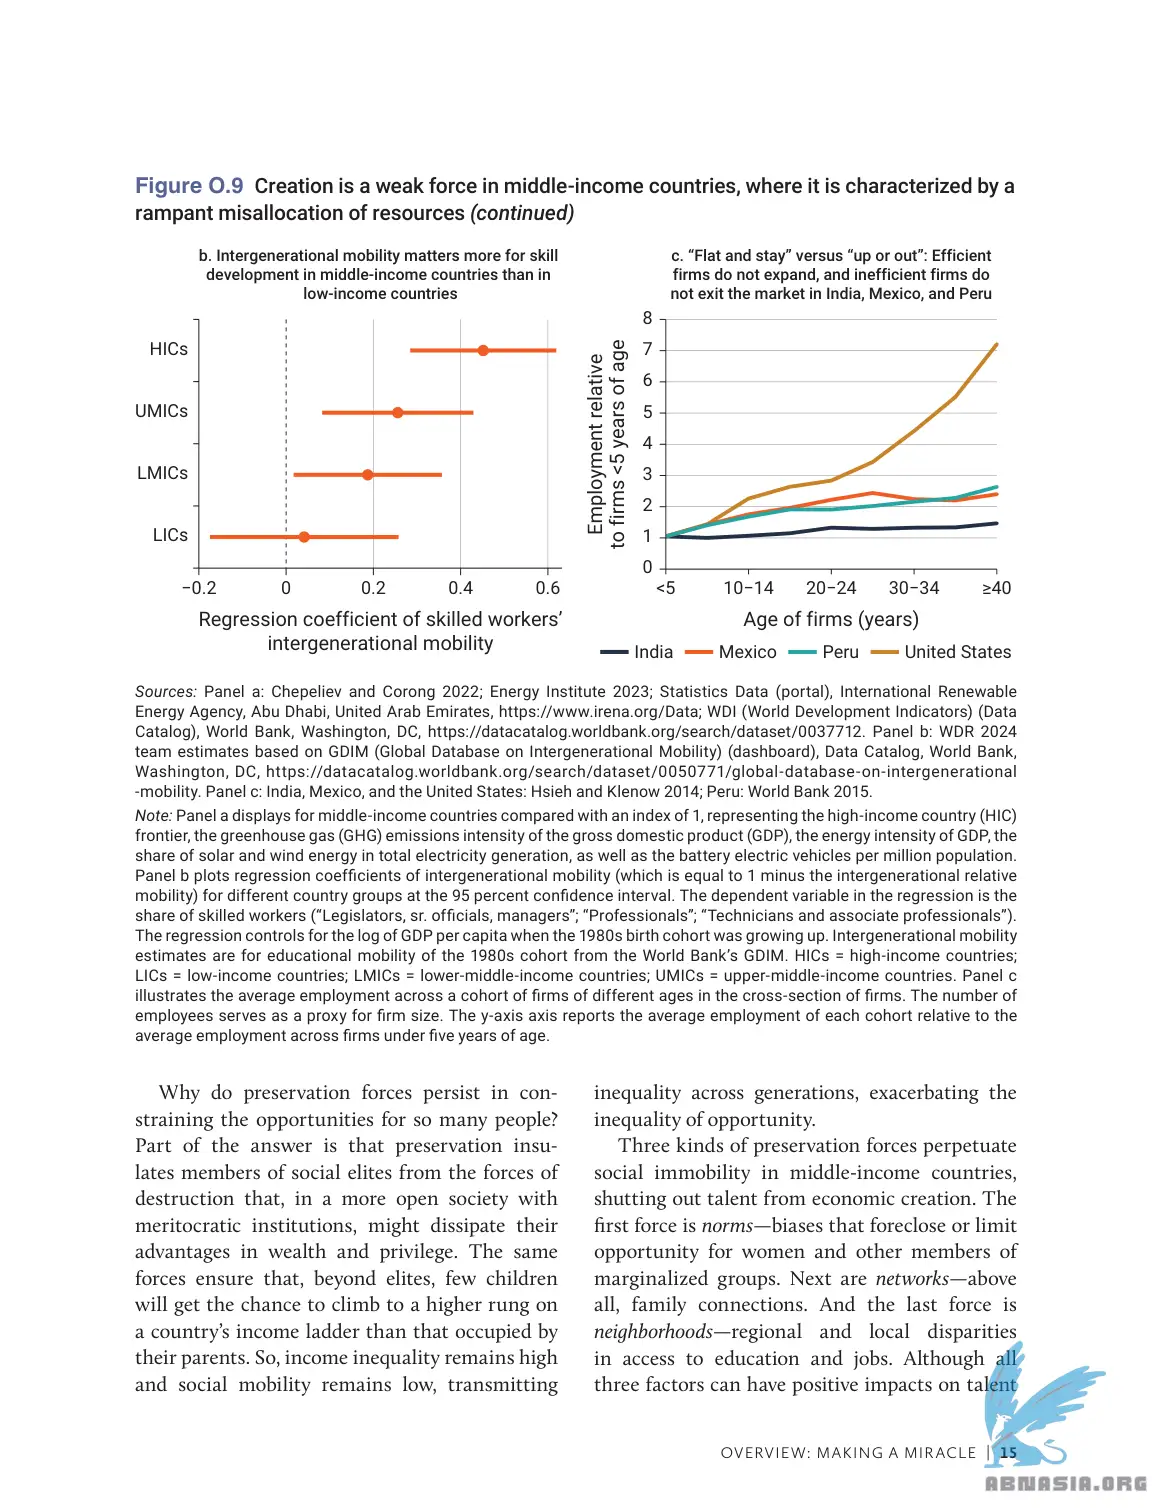 Figure O.9 Creation is a weak force in middle-income countries, where it is characterized by a
rampant misallocation of resources (continued)
b. Intergenerational mobility matters more for skill
development in middle-income countries than in
low-income countries
HICs
UMICs
LMICs
LICs
−0.2 0 0.2 0.4 0.6
Regression coefficient of skilled workers’
intergenerational mobility
c. “Flat and stay” versus “up or out”: Efficient
firms do not expand, and inefficient firms do
not exit the market in India, Mexico, and Peru
Employment relative
to firms <5 years of age
8
7
6
5
4
3
2
1
0
<5 10−14 20−24 30−34 ≥40
Age of firms (years)
India Mexico Peru United States
Sources: Panel a: Chepeliev and Corong 2022; Energy Institute 2023; Statistics Data (portal), International Renewable
Energy Agency, Abu Dhabi, United Arab Emirates, https://www.irena.org/Data; WDI (World Development Indicators) (Data
Catalog), World Bank, Washington, DC, https://datacatalog.worldbank.org/search/dataset/0037712. Panel b: WDR 2024
team estimates based on GDIM (Global Database on Intergenerational Mobility) (dashboard), Data Catalog, World Bank,
Washington, DC, https://datacatalog.worldbank.org/search/dataset/0050771/global-database-on-intergenerational
-mobility. Panel c: India, Mexico, and the United States: Hsieh and Klenow 2014; Peru: World Bank 2015.
Note: Panel a displays for middle-income countries compared with an index of 1, representing the high-income country (HIC)
frontier, the greenhouse gas (GHG) emissions intensity of the gross domestic product (GDP), the energy intensity of GDP, the
share of solar and wind energy in total electricity generation, as well as the battery electric vehicles per million population.
Panel b plots regression coefficients of intergenerational mobility (which is equal to 1 minus the intergenerational relative
mobility) for different country groups at the 95 percent confidence interval. The dependent variable in the regression is the
share of skilled workers (“Legislators, sr. officials, managers”; “Professionals”; “Technicians and associate professionals”).
The regression controls for the log of GDP per capita when the 1980s birth cohort was growing up. Intergenerational mobility
estimates are for educational mobility of the 1980s cohort from the World Bank’s GDIM. HICs = high-income countries;
LICs = low-income countries; LMICs = lower-middle-income countries; UMICs = upper-middle-income countries. Panel c
illustrates the average employment across a cohort of firms of different ages in the cross-section of firms. The number of
employees serves as a proxy for firm size. The y-axis axis reports the average employment of each cohort relative to the
average employment across firms under five years of age.
Why do preservation forces persist in con-
straining the opportunities for so many people?
Part of the answer is that preservation insu-
lates members of social elites from the forces of
destruction that, in a more open society with
meritocratic institutions, might dissipate their
advantages in wealth and privilege. The same
forces ensure that, beyond elites, few children
will get the chance to climb to a higher rung on
a country’s income ladder than that occupied by
their parents. So, income inequality remains high
and social mobility remains low, transmitting
inequality across generations, exacerbating the
inequality of opportunity.
Three kinds of preservation forces perpetuate
social immobility in middle-income countries,
shutting out talent from economic creation. The
first force is norms—biases that foreclose or limit
opportunity for women and other members of
marginalized groups. Next are networks—above
all, family connections. And the last force is
neighborhoods—regional and local disparities
in access to education and jobs. Although all
three factors can have positive impacts on talent
OVERVIEW: MAKING A MIRACLE | 15
ABNASIA.ORG